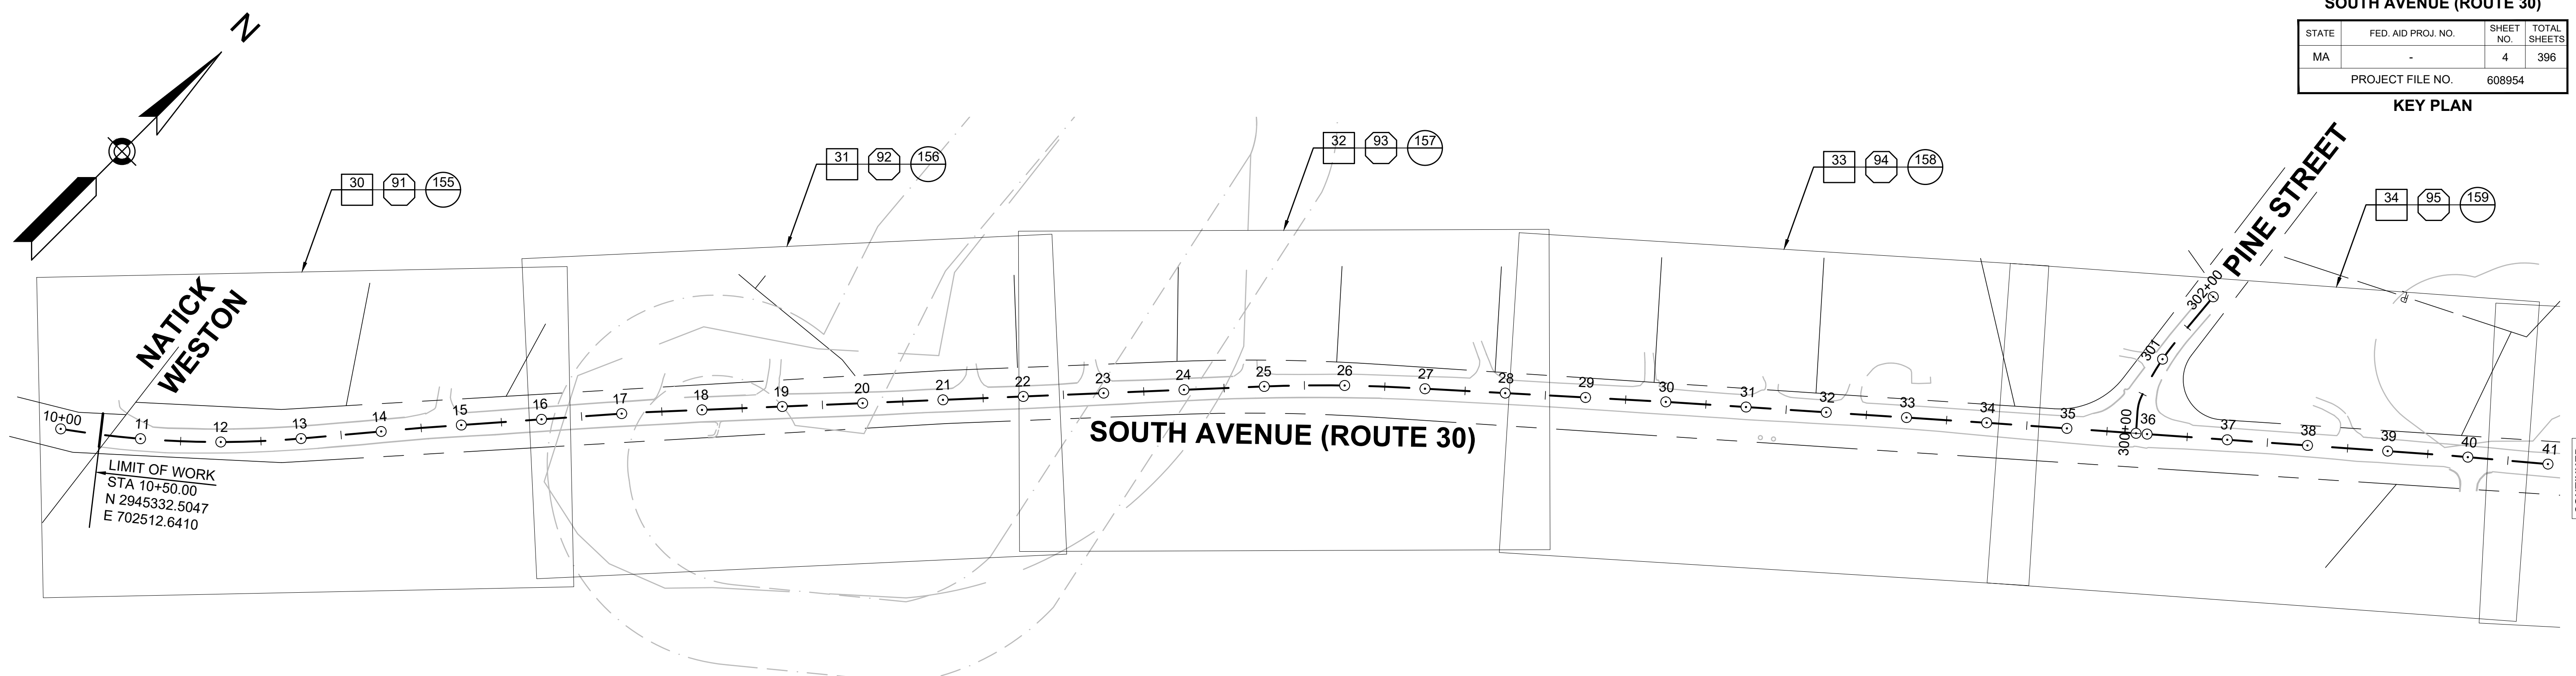 SOUTH AVENUE (ROUTE 30)
STATE FED. AID PROJ. NO. SHEET NO. TOTAL SHEETS
MA - 4 396
PROJECT FILE NO. 608954
KEY PLAN
N
30 91 155
31 92 156
32 93 157
33 94 158
34 95 159
PINE STREET
NATICK
WESTON
302+00
301
300+00
10+00 11 12 13 14 15 16 17 18 19 20 21 22 23 24 25 26 27 28 29 30 31 32 33 34 35 36 37 38 39 40 41
SOUTH AVENUE (ROUTE 30)
LIMIT OF WORK
STA 10+50.00
N 2945332.5047
E 702512.6410